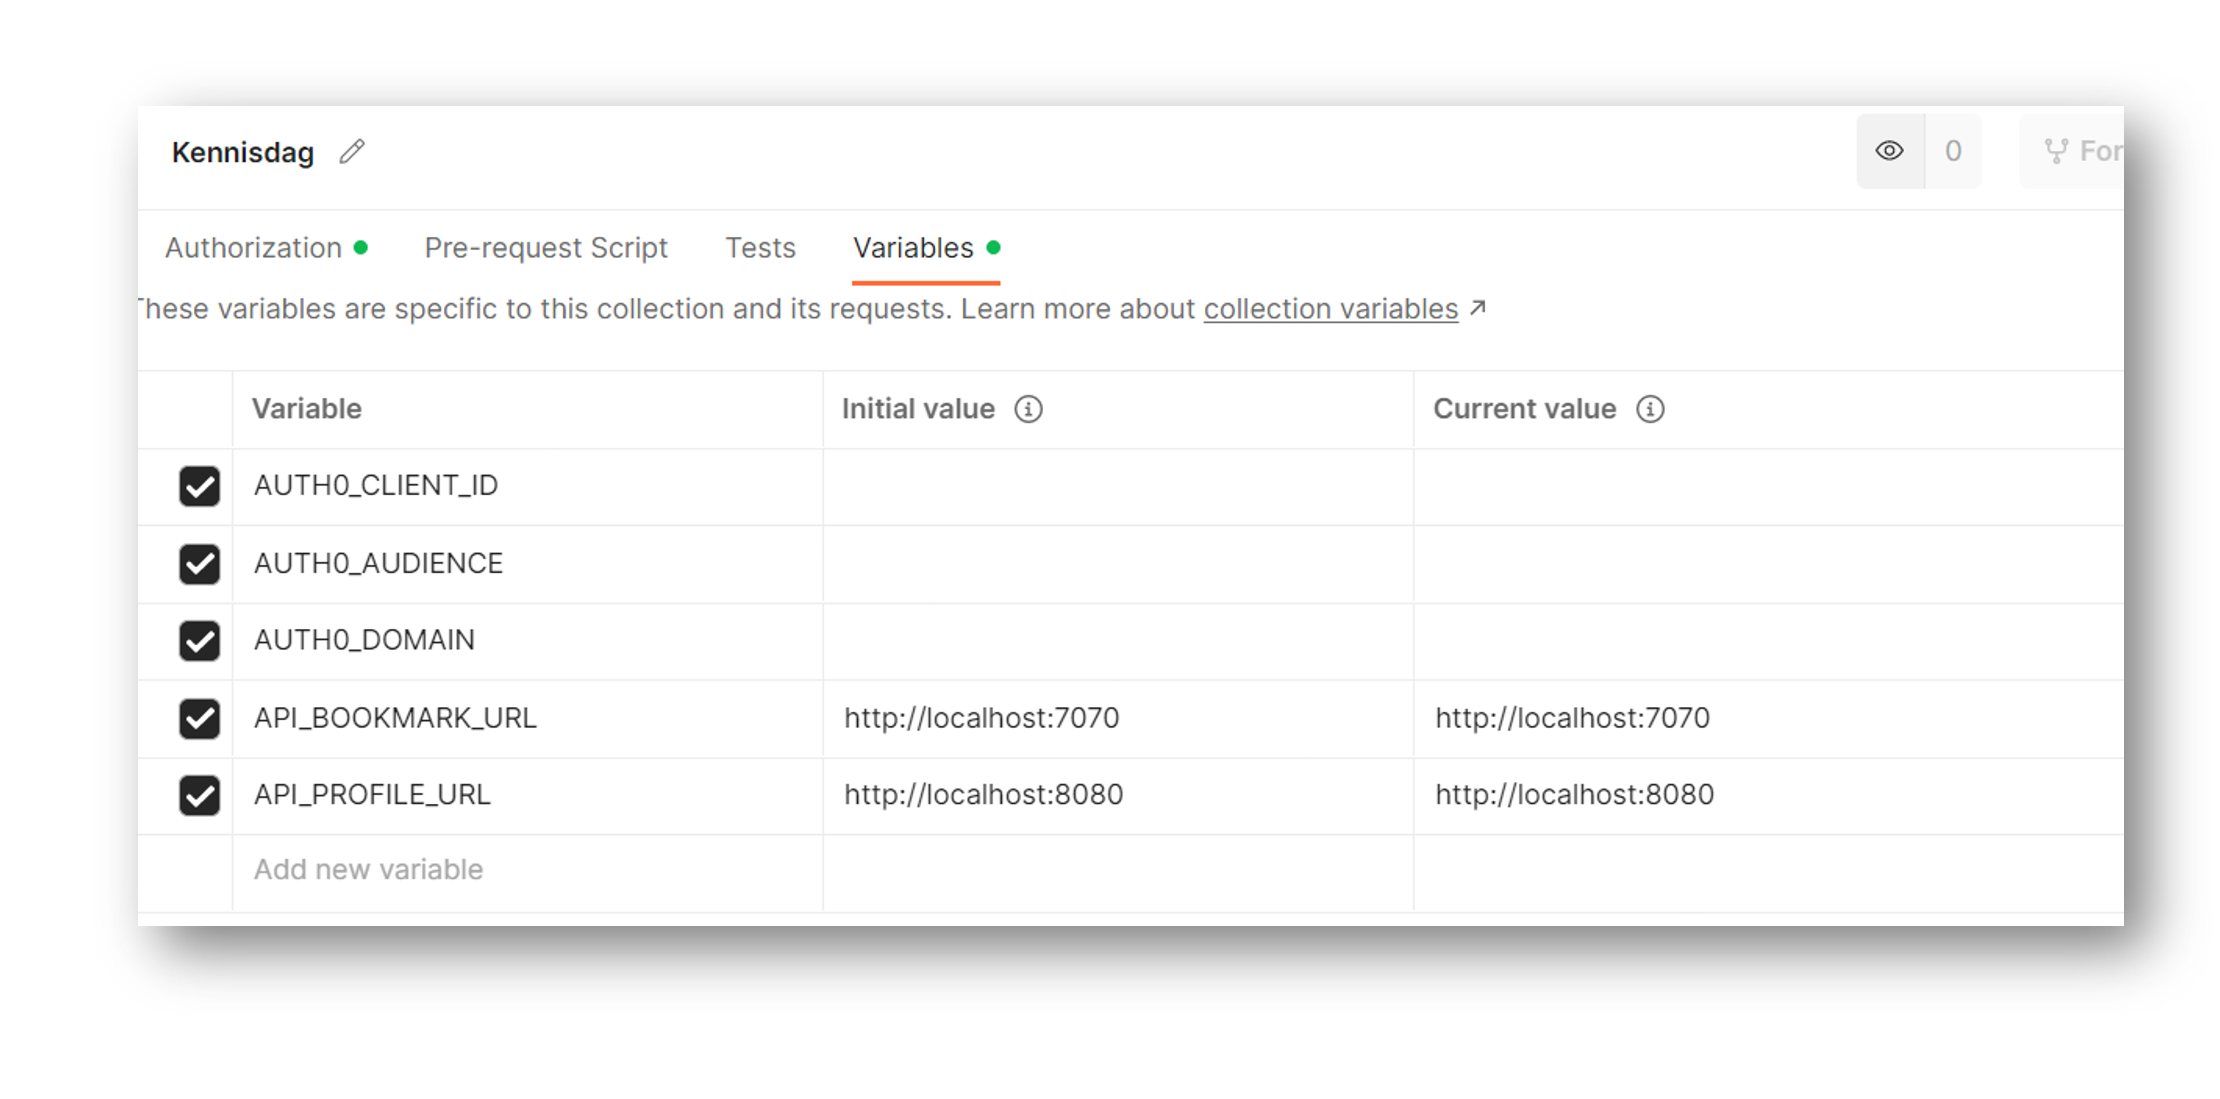 Kennisdag 0 For
Authorization Pre-request Script Tests Variables
These variables are specific to this collection and its requests. Learn more about collection variables ↗
Variable Initial value Current value
AUTH0_CLIENT_ID
AUTH0_AUDIENCE
AUTH0_DOMAIN
API_BOOKMARK_URL http://localhost:7070 http://localhost:7070
API_PROFILE_URL http://localhost:8080 http://localhost:8080
Add new variable